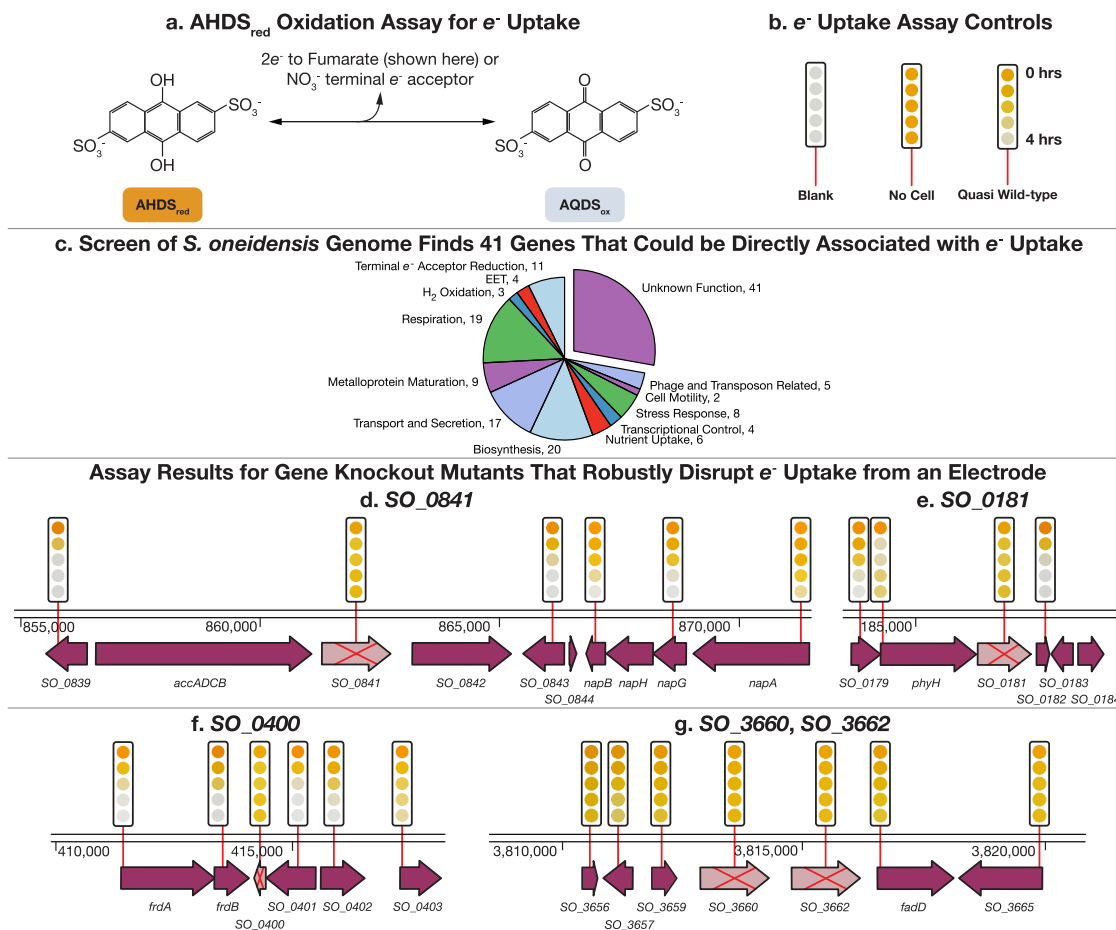 a. AHDSred Oxidation Assay for e- Uptake
2e- to Fumarate (shown here) or
NO3- terminal e- acceptor
OH
SO3-
SO3-
OH
AHDSred
O
SO3-
SO3-
O
AQDSox
b. e- Uptake Assay Controls
0 hrs
4 hrs
Blank
No Cell
Quasi Wild-type
c. Screen of S. oneidensis Genome Finds 41 Genes That Could be Directly Associated with e- Uptake
Terminal e- Acceptor Reduction, 11
EET, 4
H2 Oxidation, 3
Respiration, 19
Metalloprotein Maturation, 9
Transport and Secretion, 17
Biosynthesis, 20
Unknown Function, 41
Phage and Transposon Related, 5
Cell Motility, 2
Stress Response, 8
Transcriptional Control, 4
Nutrient Uptake, 6
Assay Results for Gene Knockout Mutants That Robustly Disrupt e- Uptake from an Electrode
d. SO_0841
855,000
860,000
865,000
870,000
SO_0839
accADCB
SO_0841
SO_0842
SO_0843
SO_0844
napB
napH
napG
napA
e. SO_0181
185,000
SO_0179
phyH
SO_0181
SO_0182
SO_0183
SO_0184
f. SO_0400
410,000
415,000
frdA
frdB
SO_0400
SO_0401
SO_0402
SO_0403
g. SO_3660, SO_3662
3,810,000
3,815,000
3,820,000
SO_3656
SO_3657
SO_3659
SO_3660
SO_3662
fadD
SO_3665